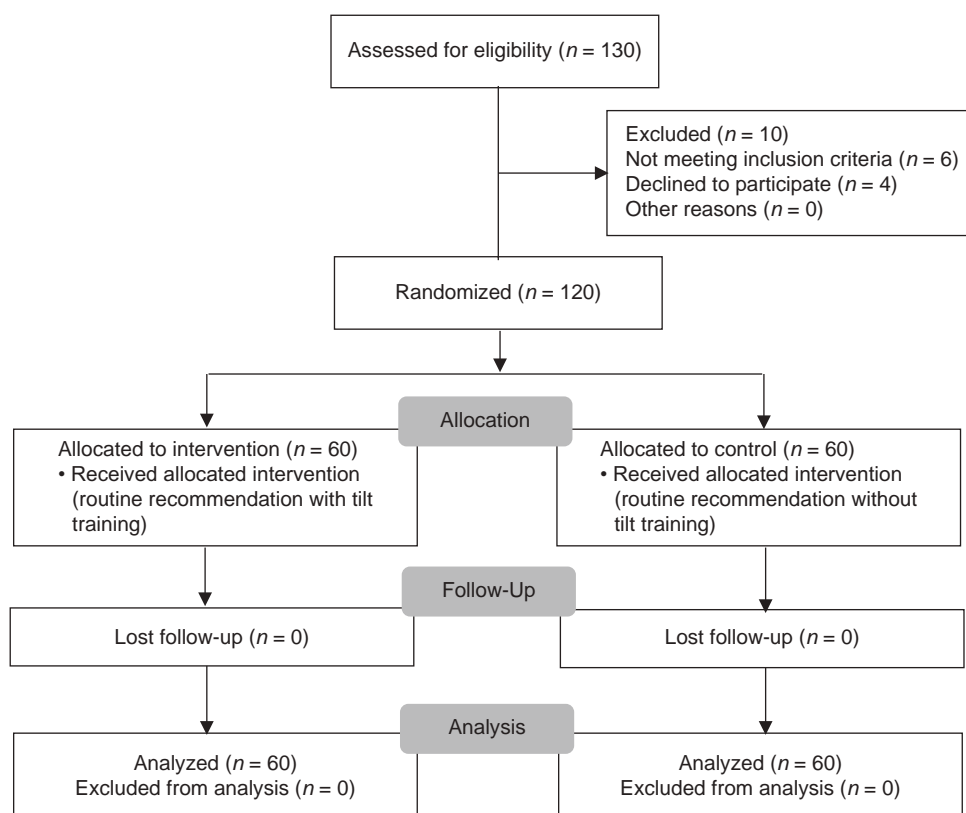 Assessed for eligibility (n = 130)
Excluded (n = 10)
Not meeting inclusion criteria (n = 6)
Declined to participate (n = 4)
Other reasons (n = 0)
Randomized (n = 120)
Allocation
Allocated to intervention (n = 60)
• Received allocated intervention
(routine recommendation with tilt
training)
Allocated to control (n = 60)
• Received allocated intervention
(routine recommendation without
tilt training)
Follow-Up
Lost follow-up (n = 0)
Lost follow-up (n = 0)
Analysis
Analyzed (n = 60)
Excluded from analysis (n = 0)
Analyzed (n = 60)
Excluded from analysis (n = 0)